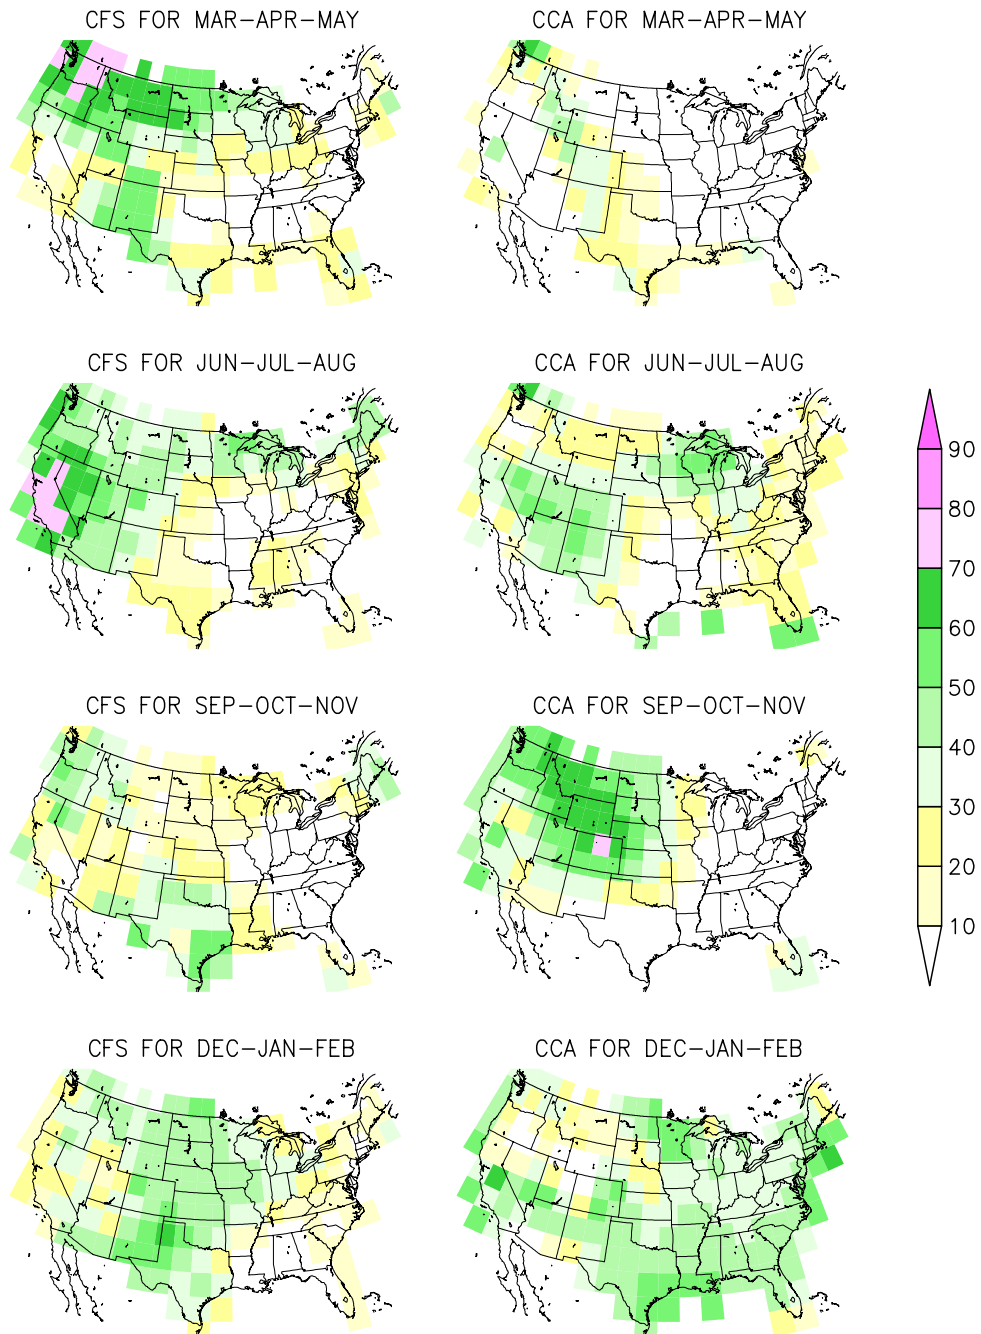 CFS FOR MAR-APR-MAY
CCA FOR MAR-APR-MAY
CFS FOR JUN-JUL-AUG
CCA FOR JUN-JUL-AUG
90
80
70
60
50
40
30
20
10
CFS FOR SEP-OCT-NOV
CCA FOR SEP-OCT-NOV
CFS FOR DEC-JAN-FEB
CCA FOR DEC-JAN-FEB